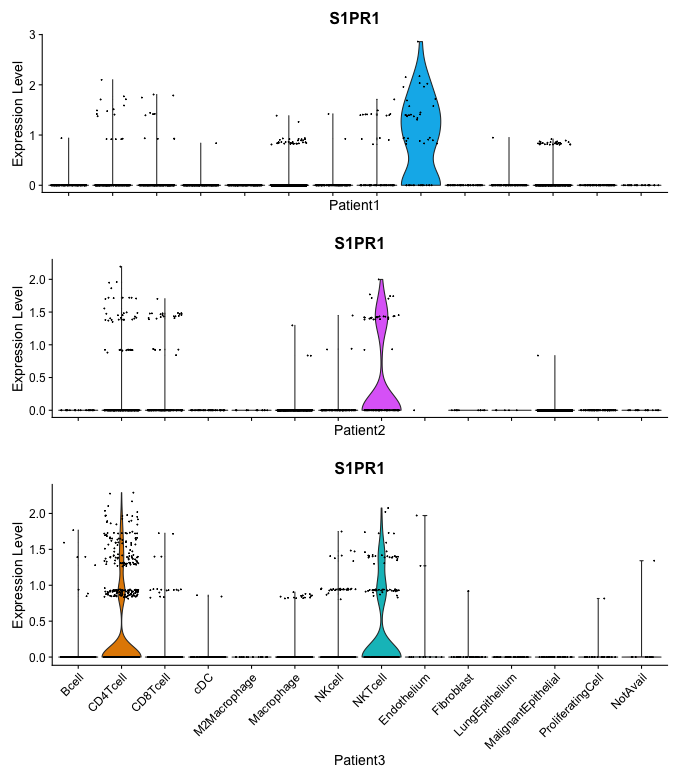 S1PR1
Expression Level
3
2
1
0
Patient1
S1PR1
Expression Level
2.0
1.5
1.0
0.5
0.0
Patient2
S1PR1
Expression Level
2.0
1.5
1.0
0.5
0.0
Bcell
CD4Tcell
CD8Tcell
cDC
M2Macrophage
Macrophage
NKcell
NKTcell
Endothelium
Fibroblast
LungEpithelium
MalignantEpithelial
ProliferatingCell
NotAvail
Patient3